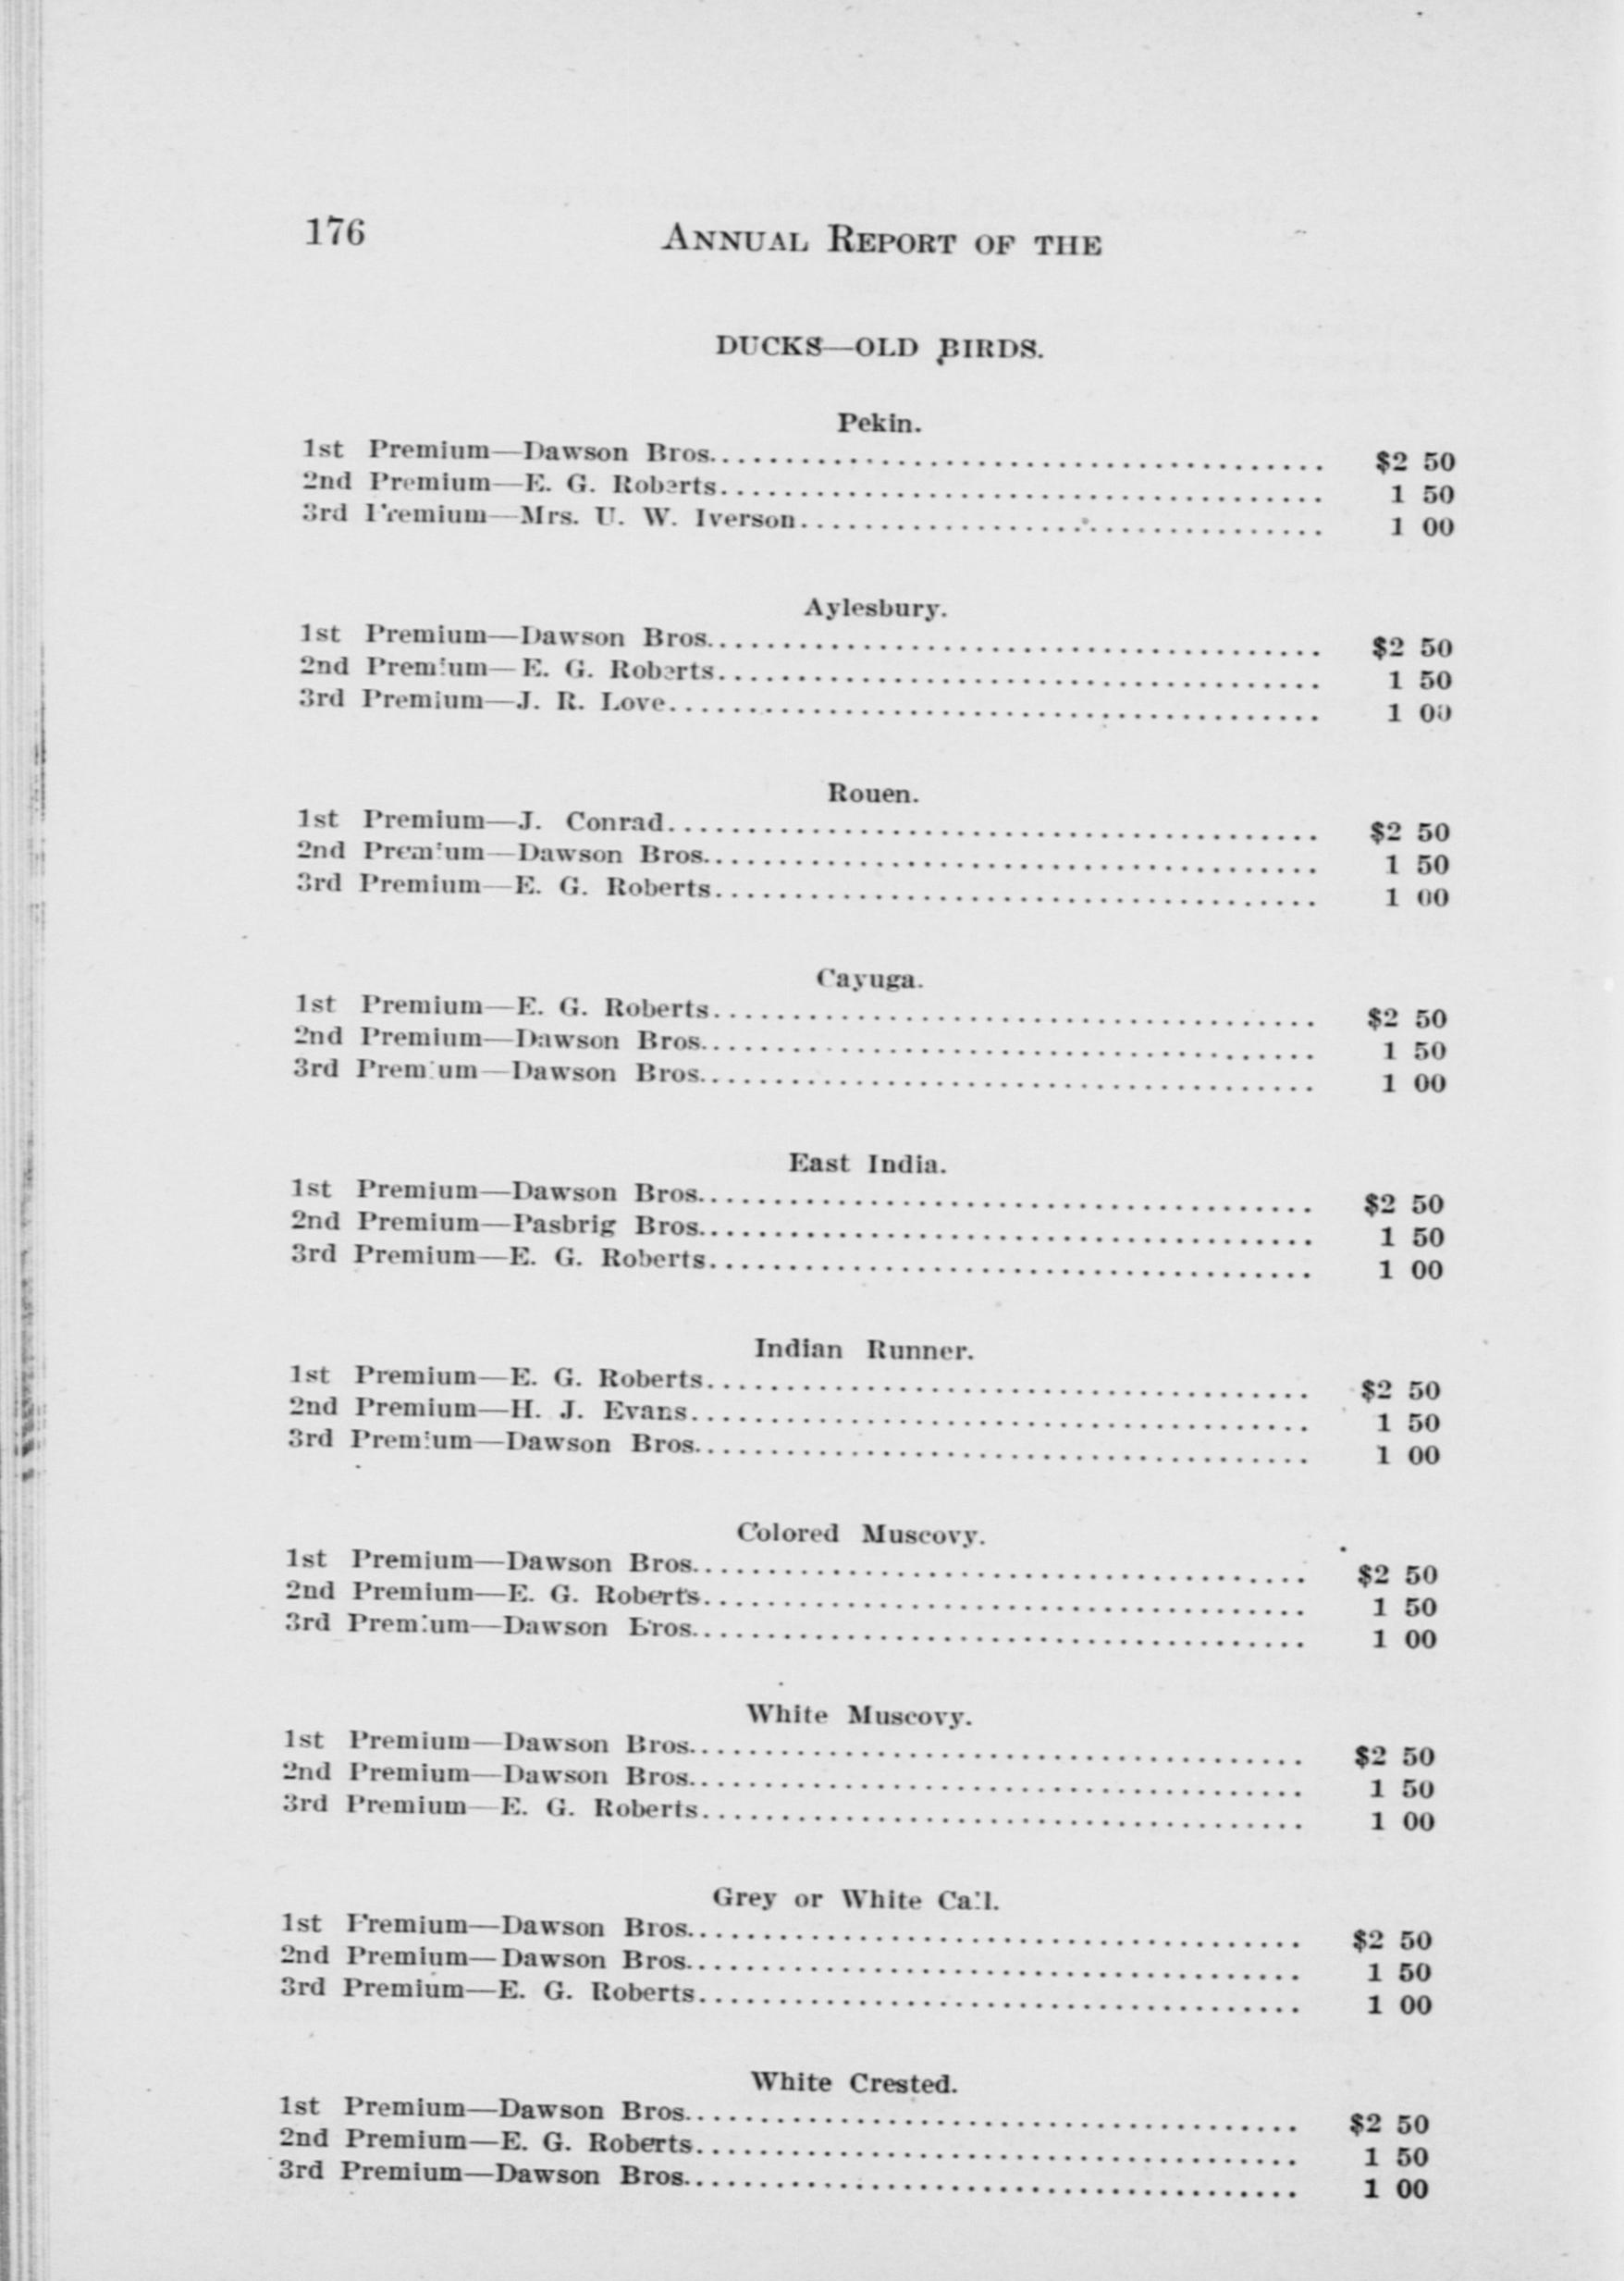 176 ANNUAL REPORT OF THE
DUCKS—OLD BIRDS.
Pekin.
1st Premium—Dawson Bros. $2 50
2nd Premium—E. G. Roberts 1 50
3rd Premium—Mrs. U. W. Iverson 1 00
Aylesbury.
1st Premium—Dawson Bros. $2 50
2nd Premium—E. G. Roberts 1 50
3rd Premium—J. R. Love 1 00
Rouen.
1st Premium—J. Conrad $2 50
2nd Premium—Dawson Bros. 1 50
3rd Premium—E. G. Roberts 1 00
Cayuga.
1st Premium—E. G. Roberts $2 50
2nd Premium—Dawson Bros. 1 50
3rd Premium—Dawson Bros. 1 00
East India.
1st Premium—Dawson Bros. $2 50
2nd Premium—Pasbrig Bros. 1 50
3rd Premium—E. G. Roberts 1 00
Indian Runner.
1st Premium—E. G. Roberts $2 50
2nd Premium—H. J. Evans 1 50
3rd Premium—Dawson Bros. 1 00
Colored Muscovy.
1st Premium—Dawson Bros. $2 50
2nd Premium—E. G. Roberts 1 50
3rd Premium—Dawson Bros. 1 00
White Muscovy.
1st Premium—Dawson Bros. $2 50
2nd Premium—Dawson Bros. 1 50
3rd Premium—E. G. Roberts 1 00
Grey or White Call.
1st Premium—Dawson Bros. $2 50
2nd Premium—Dawson Bros. 1 50
3rd Premium—E. G. Roberts 1 00
White Crested.
1st Premium—Dawson Bros. $2 50
2nd Premium—E. G. Roberts 1 50
3rd Premium—Dawson Bros. 1 00